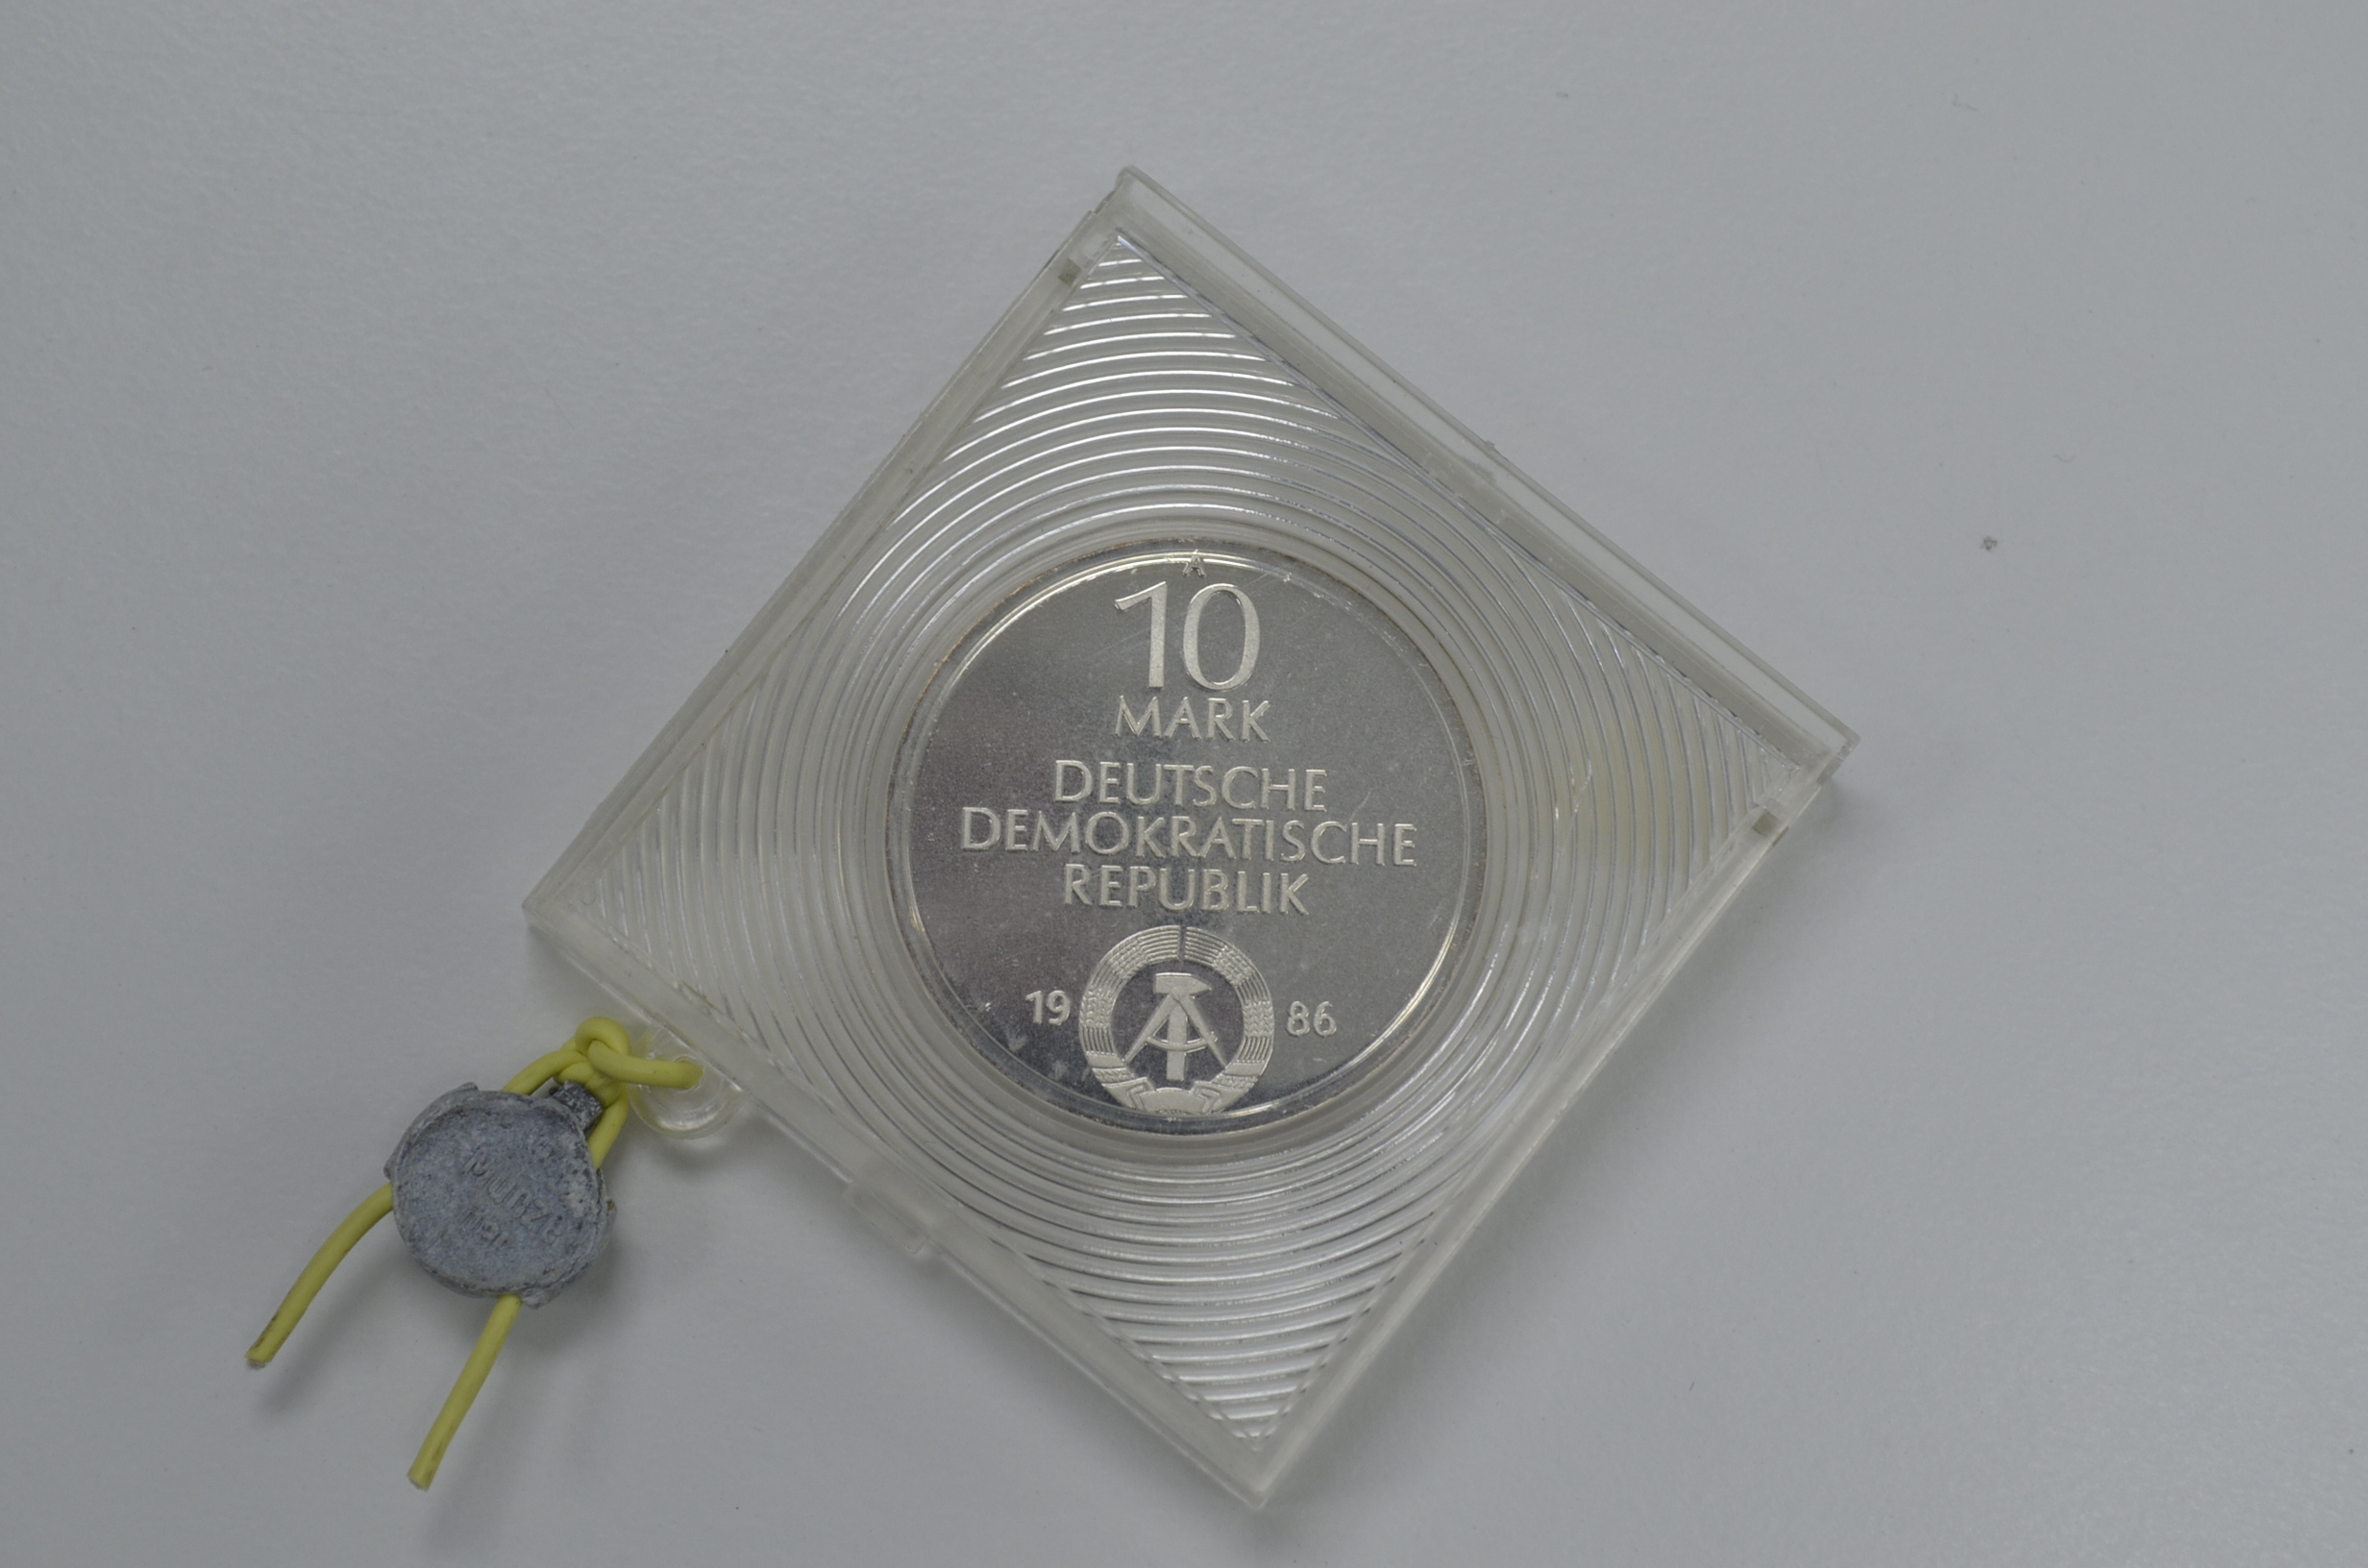 A
10
MARK
DEUTSCHE
DEMOKRATISCHE
REPUBLIK
19 86